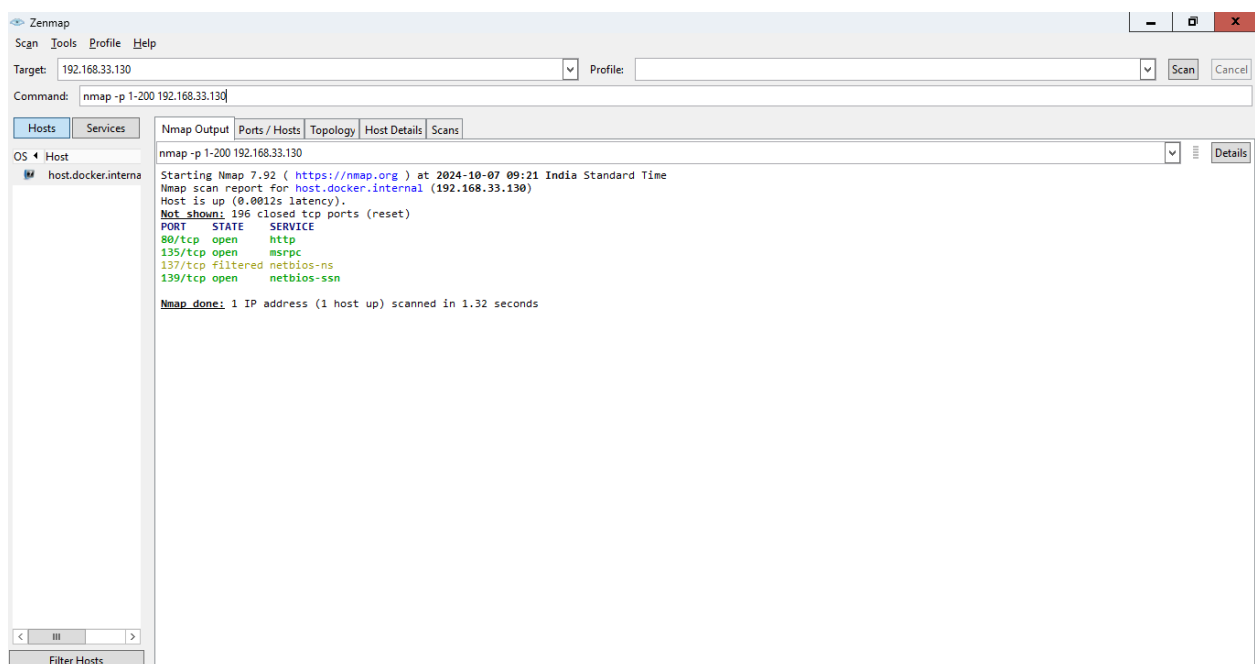 Zenmap
Scan Tools Profile Help
Target: 192.168.33.130 Profile: Scan Cancel
Command: nmap -p 1-200 192.168.33.130
Hosts Services Nmap Output Ports / Hosts Topology Host Details Scans
OS Host nmap -p 1-200 192.168.33.130 Details
host.docker.interna
Starting Nmap 7.92 ( https://nmap.org ) at 2024-10-07 09:21 India Standard Time
Nmap scan report for host.docker.internal (192.168.33.130)
Host is up (0.0012s latency).
Not shown: 196 closed tcp ports (reset)
PORT STATE SERVICE
80/tcp open http
135/tcp open msrpc
137/tcp filtered netbios-ns
139/tcp open netbios-ssn
Nmap done: 1 IP address (1 host up) scanned in 1.32 seconds
Filter Hosts